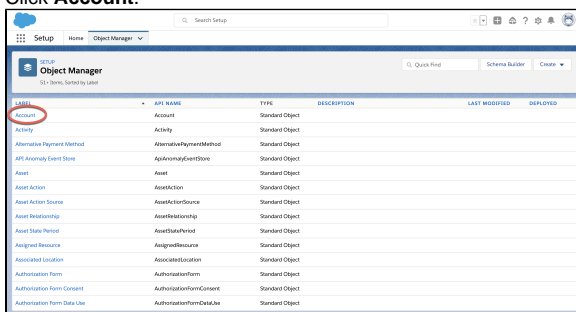 Click Account.
Search Setup
Setup Home Object Manager
SETUP
Object Manager
51+ Items, Sorted by Label
Quick Find
Schema Builder
Create
LABEL API NAME TYPE DESCRIPTION LAST MODIFIED DEPLOYED
Account Account Standard Object
Activity Activity Standard Object
Alternative Payment Method AlternativePaymentMethod Standard Object
API Anomaly Event Store ApiAnomalyEventStore Standard Object
Asset Asset Standard Object
Asset Action AssetAction Standard Object
Asset Action Source AssetActionSource Standard Object
Asset Relationship AssetRelationship Standard Object
Asset State Period AssetStatePeriod Standard Object
Assigned Resource AssignedResource Standard Object
Associated Location AssociatedLocation Standard Object
Authorization Form AuthorizationForm Standard Object
Authorization Form Consent AuthorizationFormConsent Standard Object
Authorization Form Data Use AuthorizationFormDataUse Standard Object